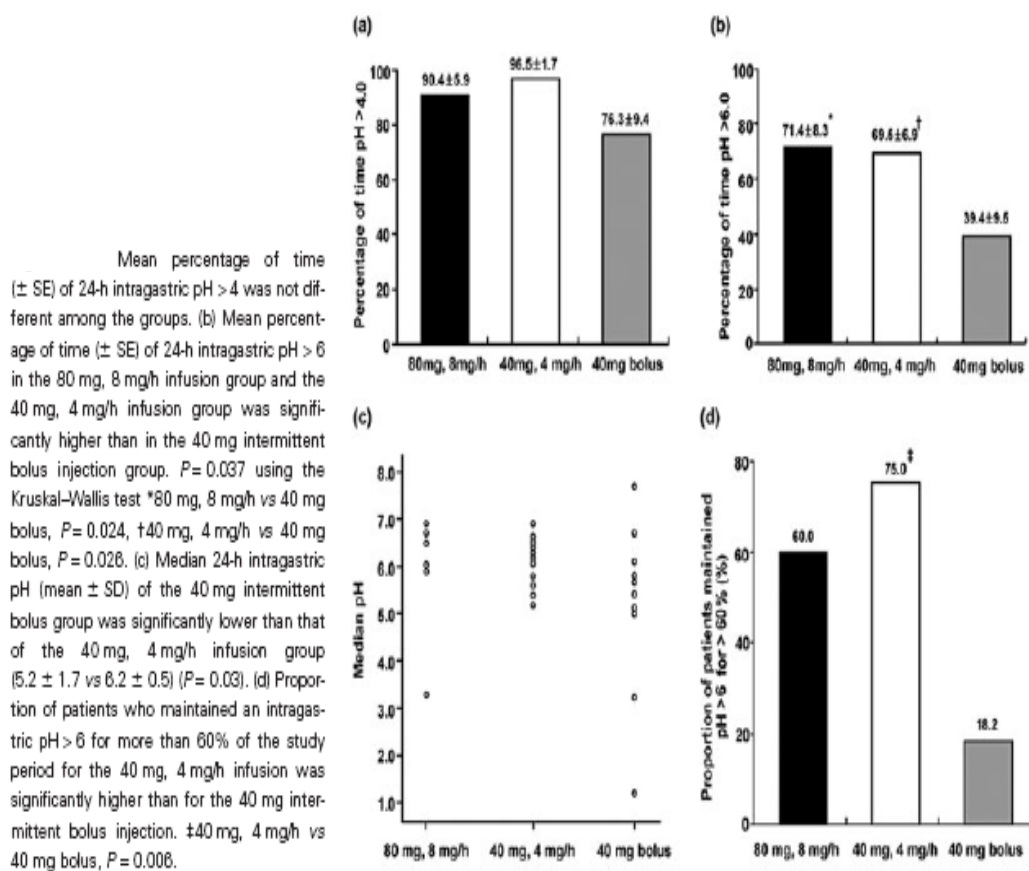 Mean percentage of time
(± SE) of 24-h intragastric pH > 4 was not dif-
ferent among the groups. (b) Mean percent-
age of time (± SE) of 24-h intragastric pH > 6
in the 80 mg, 8 mg/h infusion group and the
40 mg, 4 mg/h infusion group was signifi-
cantly higher than in the 40 mg intermittent
bolus injection group. P = 0.037 using the
Kruskal–Wallis test *80 mg, 8 mg/h vs 40 mg
bolus, P = 0.024, †40 mg, 4 mg/h vs 40 mg
bolus, P = 0.026. (c) Median 24-h intragastric
pH (mean ± SD) of the 40 mg intermittent
bolus group was significantly lower than that
of the 40 mg, 4 mg/h infusion group
(5.2 ± 1.7 vs 6.2 ± 0.5) (P = 0.03). (d) Propor-
tion of patients who maintained an intragas-
tric pH > 6 for more than 60% of the study
period for the 40 mg, 4 mg/h infusion was
significantly higher than for the 40 mg inter-
mittent bolus injection. ‡40 mg, 4 mg/h vs
40 mg bolus, P = 0.006.
(a)
Percentage of time pH >4.0
100
80
60
40
20
0
90.4±5.9
96.5±1.7
76.3±9.4
80mg, 8mg/h
40mg, 4 mg/h
40mg bolus
(b)
Percentage of time pH >6.0
100
80
60
40
20
0
71.4±8.3*
69.6±6.9†
39.4±9.5
80mg, 8mg/h
40mg, 4 mg/h
40mg bolus
(c)
Median pH
8.0
7.0
6.0
5.0
4.0
3.0
2.0
1.0
80 mg, 8 mg/h
40 mg, 4 mg/h
40 mg bolus
(d)
Proportion of patients maintained
pH >6 for > 60% (%)
80
60
40
20
0
60.0
75.0‡
18.2
80 mg, 8 mg/h
40 mg, 4 mg/h
40 mg bolus